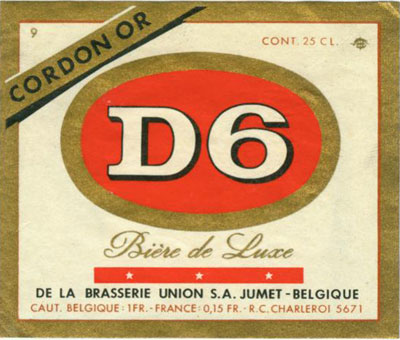 9
CORDON OR
CONT. 25 CL.
D6
Bière de Luxe
DE LA BRASSERIE UNION S.A. JUMET - BELGIQUE
CAUT. BELGIQUE : 1FR. - FRANCE : 0,15 FR. - R.C. CHARLEROI 5671